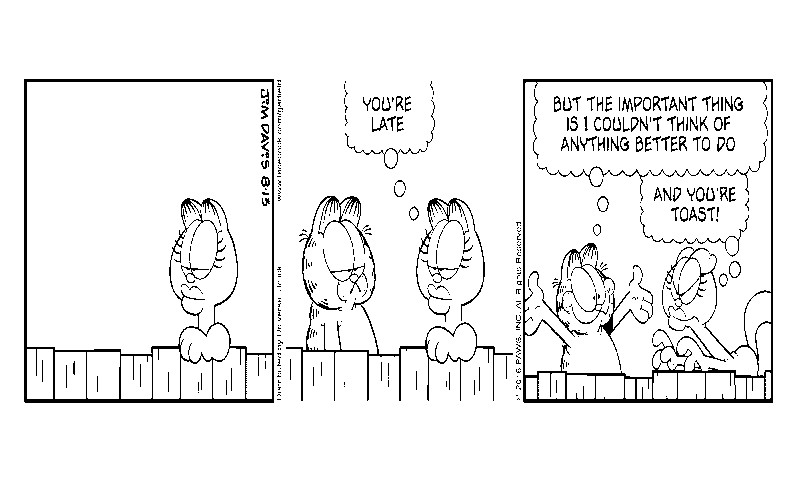 JIM DAVIS 8-15
YOU'RE
LATE
BUT THE IMPORTANT THING
IS I COULDN'T THINK OF
ANYTHING BETTER TO DO
AND YOU'RE
TOAST!
© 2016 PAWS, INC. All Rights Reserved